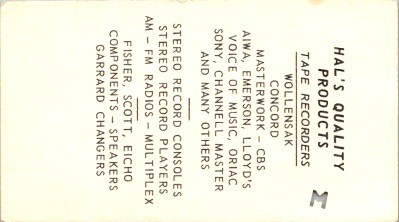 HAL'S QUALITY
PRODUCTS
TAPE RECORDERS
WOLLENSAK
CONCORD
MASTERWORK – CBS
AIWA, EMERSON, LLOYD'S
VOICE OF MUSIC, ORIAC
SONY, CHANNELL MASTER
AND MANY OTHERS
STEREO RECORD CONSOLES
STEREO RECORD PLAYERS
AM – FM RADIOS – MULTIPLEX
FISHER, SCOTT, EICHO
COMPONENTS – SPEAKERS
GARRARD CHANGERS
M